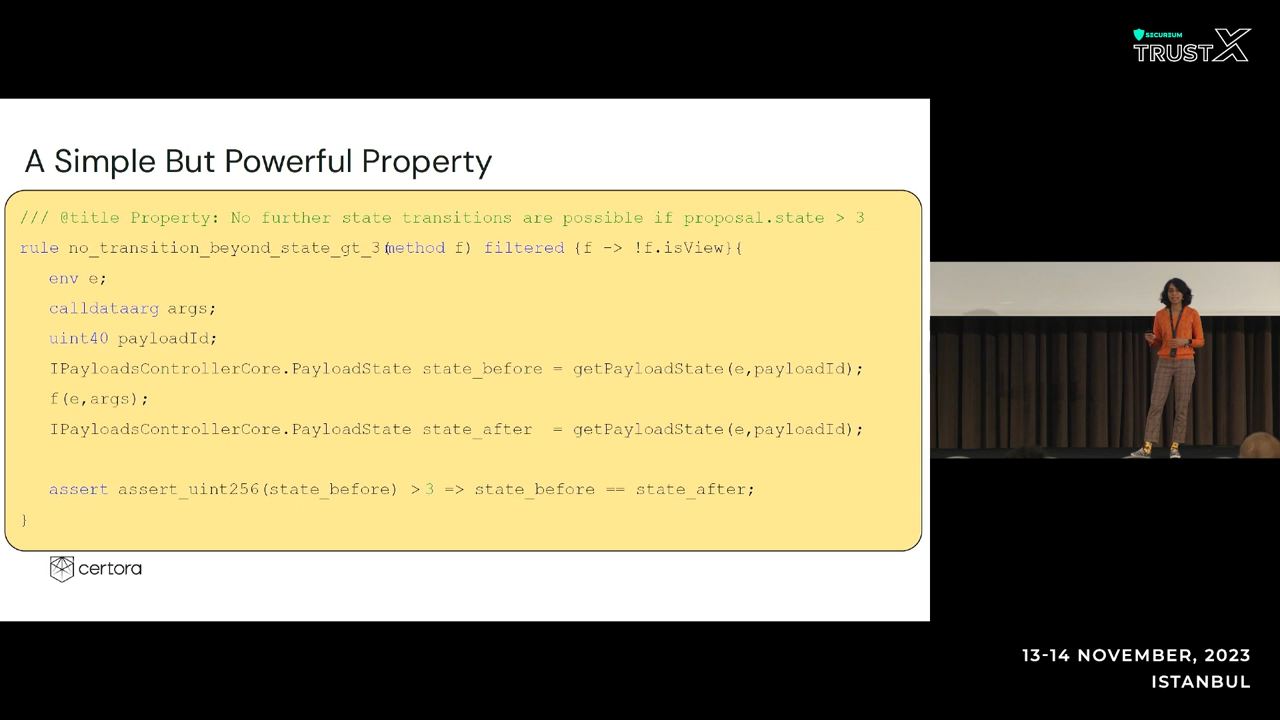 SECUREUM
TRUSTX
A Simple But Powerful Property
/// @title Property: No further state transitions are possible if proposal.state > 3
rule no_transition_beyond_state_gt_3(method f) filtered {f -> !f.isView}{
env e;
calldataarg args;
uint40 payloadId;
IPayloadsControllerCore.PayloadState state_before = getPayloadState(e,payloadId);
f(e,args);
IPayloadsControllerCore.PayloadState state_after  = getPayloadState(e,payloadId);
assert assert_uint256(state_before) >3 => state_before == state_after;
}
certora
13-14 NOVEMBER, 2023
ISTANBUL